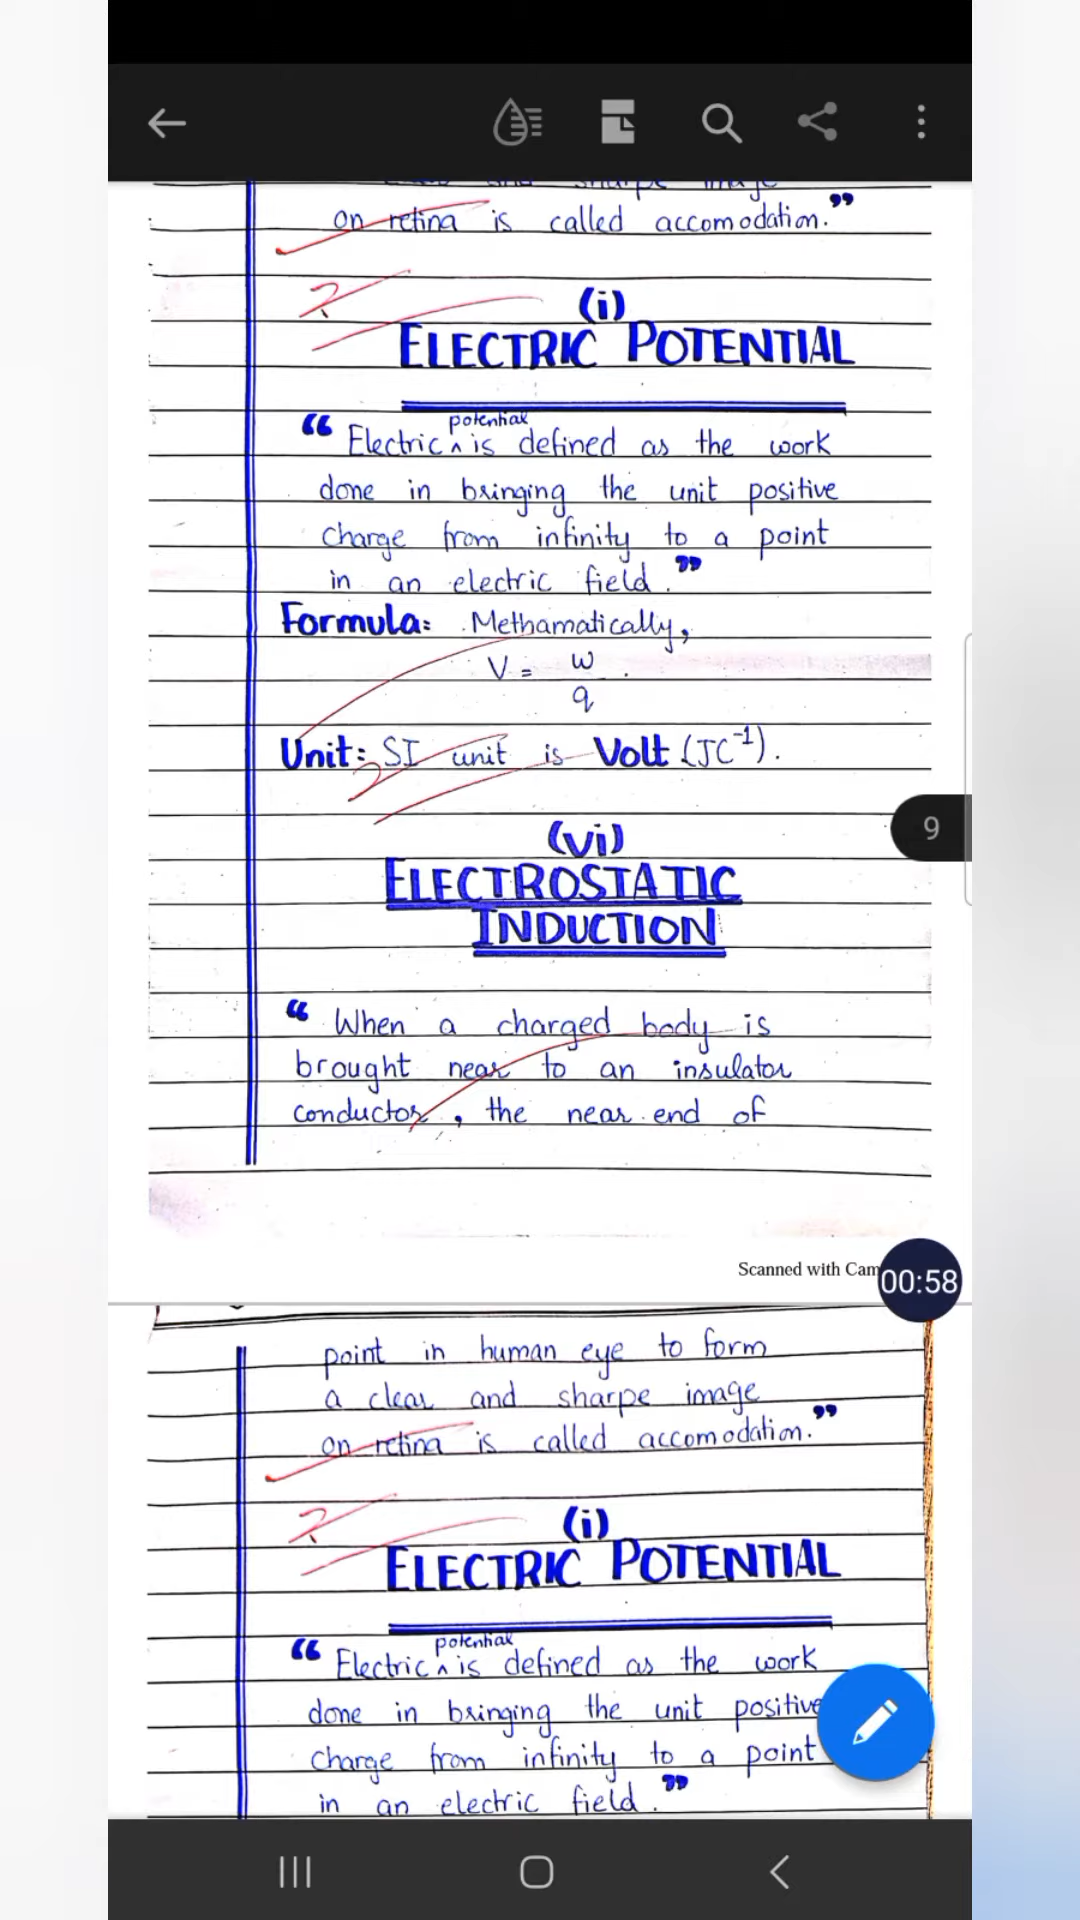 on retina is called accomodation.”
2
(i)
ELECTRIC POTENTIAL
potential
“ Electric ^ is defined as the work
done in bringing the unit positive
charge from infinity to a point
in an electric field.”
Formula: Methamatically,
V = w
q
Unit: SI unit is Volt (JC⁻¹).
2
(vi)
ELECTROSTATIC
INDUCTION
9
“ When a charged body is
brought near to an insulator
conductor, the near end of
Scanned with Cam
00:58
point in human eye to form
a clear and sharpe image
on retina is called accomodation.”
2
(i)
ELECTRIC POTENTIAL
potential
“ Electric ^ is defined as the work
done in bringing the unit positive
charge from infinity to a point
in an electric field.”